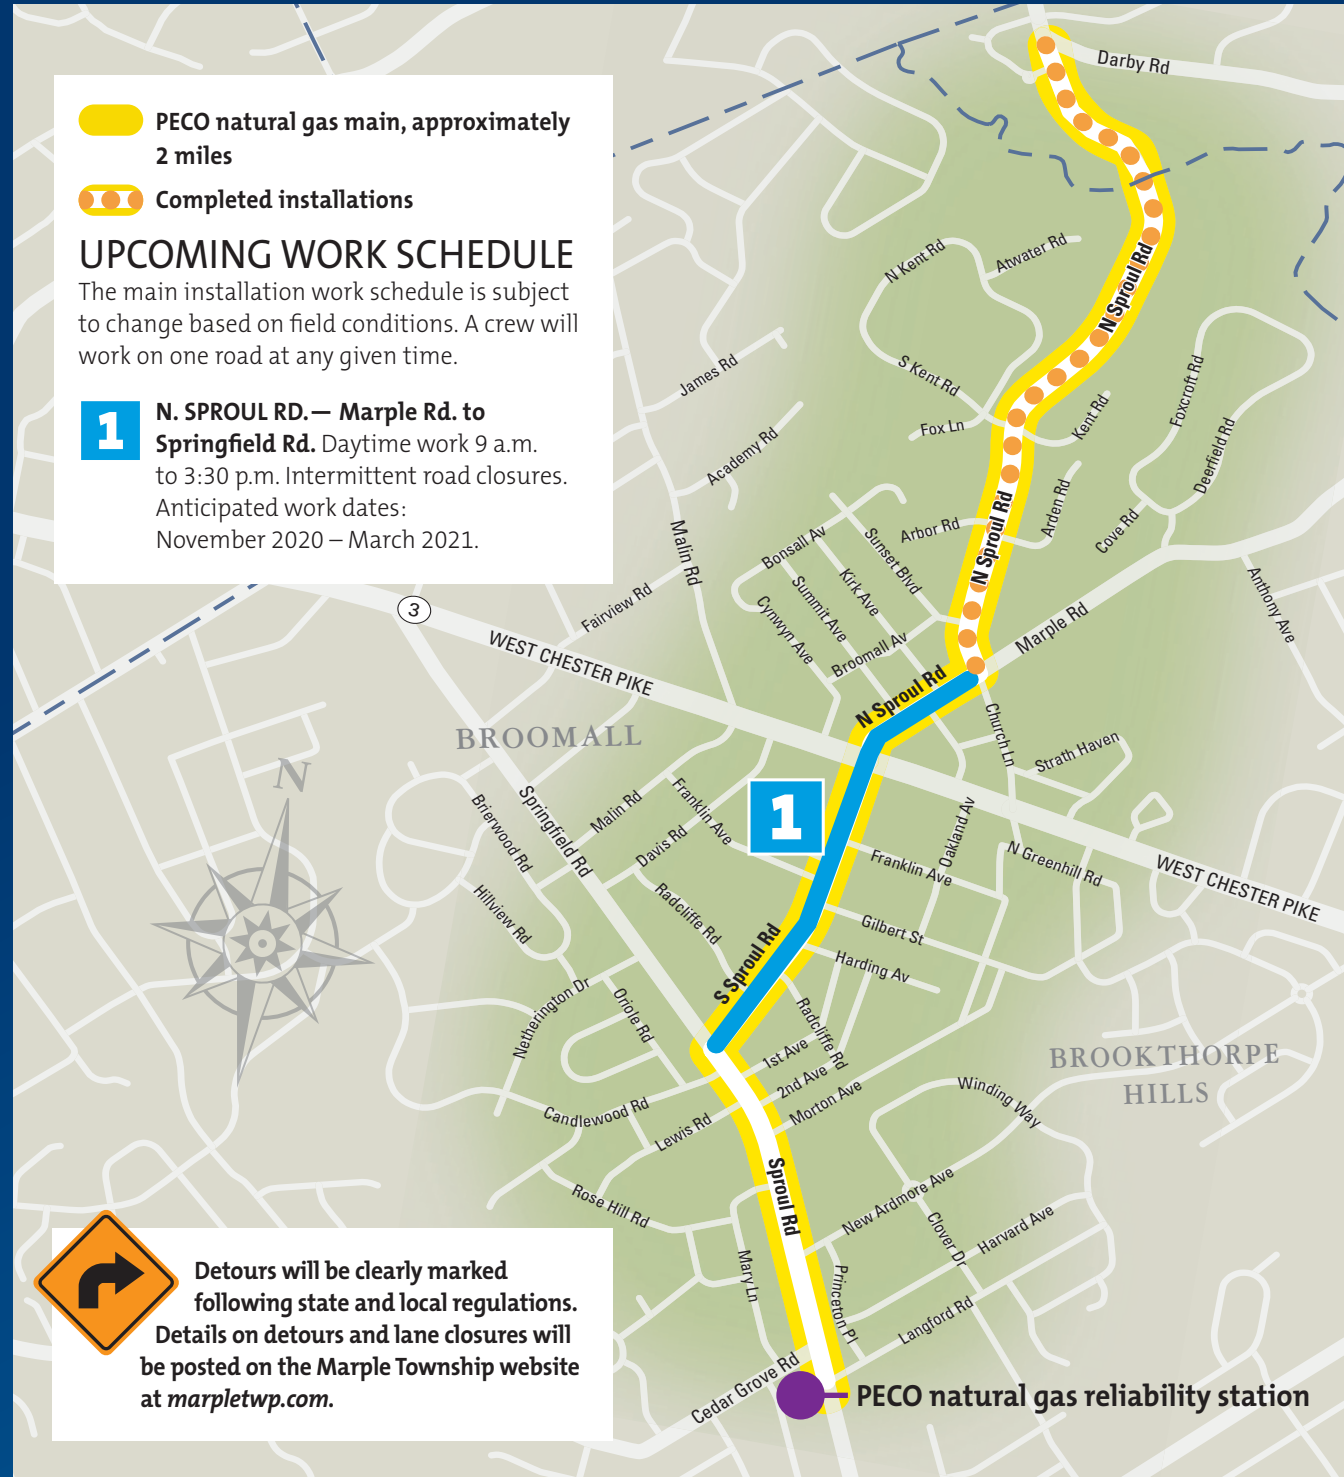 PECO natural gas main, approximately
2 miles
Completed installations
UPCOMING WORK SCHEDULE
The main installation work schedule is subject
to change based on field conditions. A crew will
work on one road at any given time.
1
N. SPROUL RD.— Marple Rd. to
Springfield Rd. Daytime work 9 a.m.
to 3:30 p.m. Intermittent road closures.
Anticipated work dates:
November 2020 – March 2021.
Darby Rd
N Kent Rd
Atwater Rd
N Sproul Rd
James Rd
S Kent Rd
Foxcroft Rd
Kent Rd
Fox Ln
Academy Rd
Deerfield Rd
Malin Rd
Arden Rd
N Sproul Rd
Arbor Rd
Cove Rd
Bonsall Av
Sunset Blvd
Kirk Ave
Summit Ave
Cynwyn Ave
Anthony Ave
Fairview Rd
3
WEST CHESTER PIKE
Broomall Av
Marple Rd
N Sproul Rd
BROOMALL
Church Ln
Strath Haven
N
Springfield Rd
Malin Rd
Franklin Ave
1
Brierwood Rd
Davis Rd
Franklin Ave
Oakland Av
N Greenhill Rd
WEST CHESTER PIKE
Hillview Rd
Radcliffe Rd
Gilbert St
S Sproul Rd
Harding Av
Netherington Dr
Oriole Rd
Radcliffe Rd
1st Ave
2nd Ave
Morton Ave
BROOKTHORPE
HILLS
Winding Way
Candlewood Rd
Lewis Rd
Sproul Rd
Rose Hill Rd
New Ardmore Ave
Clover Dr
Harvard Ave
Mary Ln
Princeton Pl
Langford Rd
Cedar Grove Rd
PECO natural gas reliability station
Detours will be clearly marked
following state and local regulations.
Details on detours and lane closures will
be posted on the Marple Township website
at marpletwp.com.